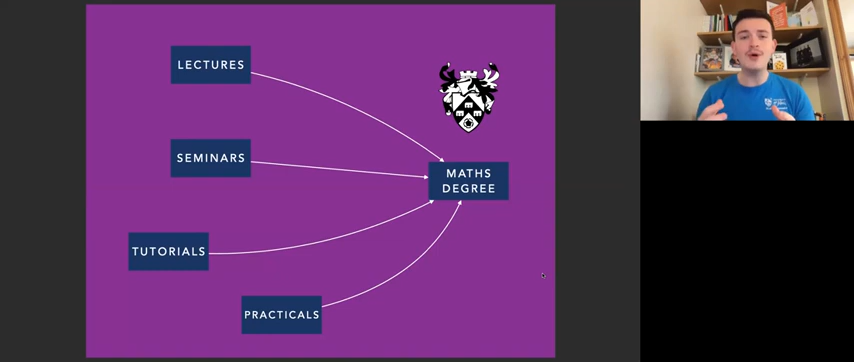 LECTURES
SEMINARS
MATHS
DEGREE
TUTORIALS
PRACTICALS